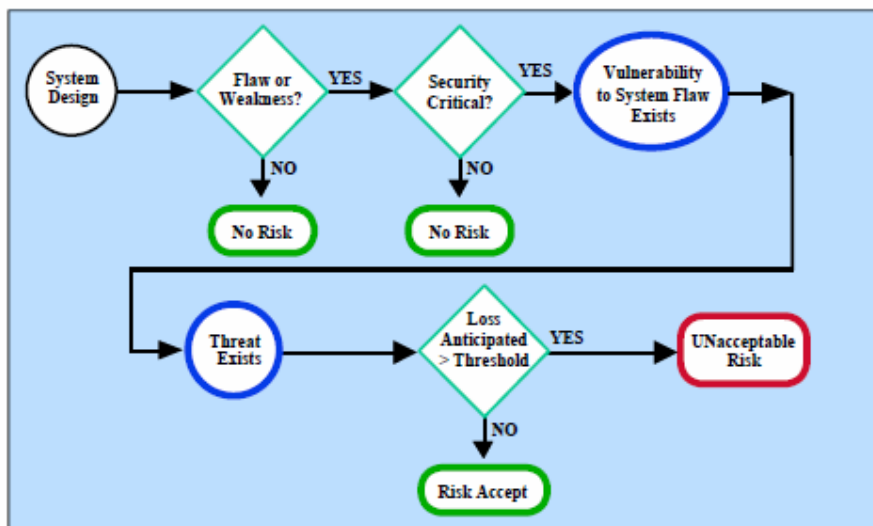 System
Design
Flaw or
Weakness?
YES
Security
Critical?
YES
Vulnerability
to System Flaw
Exists
NO
NO
No Risk
No Risk
Threat
Exists
Loss
Anticipated
> Threshold
YES
UNacceptable
Risk
NO
Risk Accept